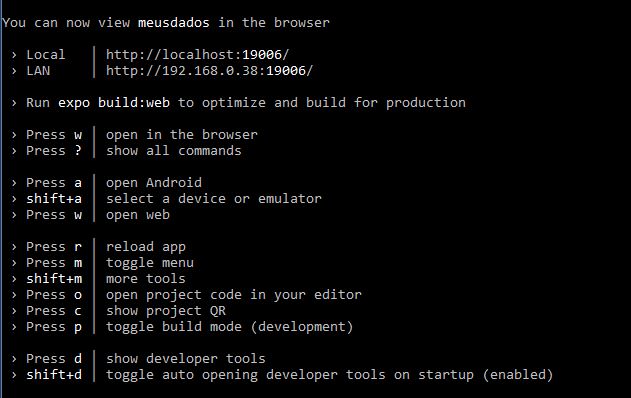 You can now view meusdados in the browser
› Local | http://localhost:19006/
› LAN | http://192.168.0.38:19006/
› Run expo build:web to optimize and build for production
› Press w | open in the browser
› Press ? | show all commands
› Press a | open Android
› shift+a | select a device or emulator
› Press w | open web
› Press r | reload app
› Press m | toggle menu
› shift+m | more tools
› Press o | open project code in your editor
› Press c | show project QR
› Press p | toggle build mode (development)
› Press d | show developer tools
› shift+d | toggle auto opening developer tools on startup (enabled)